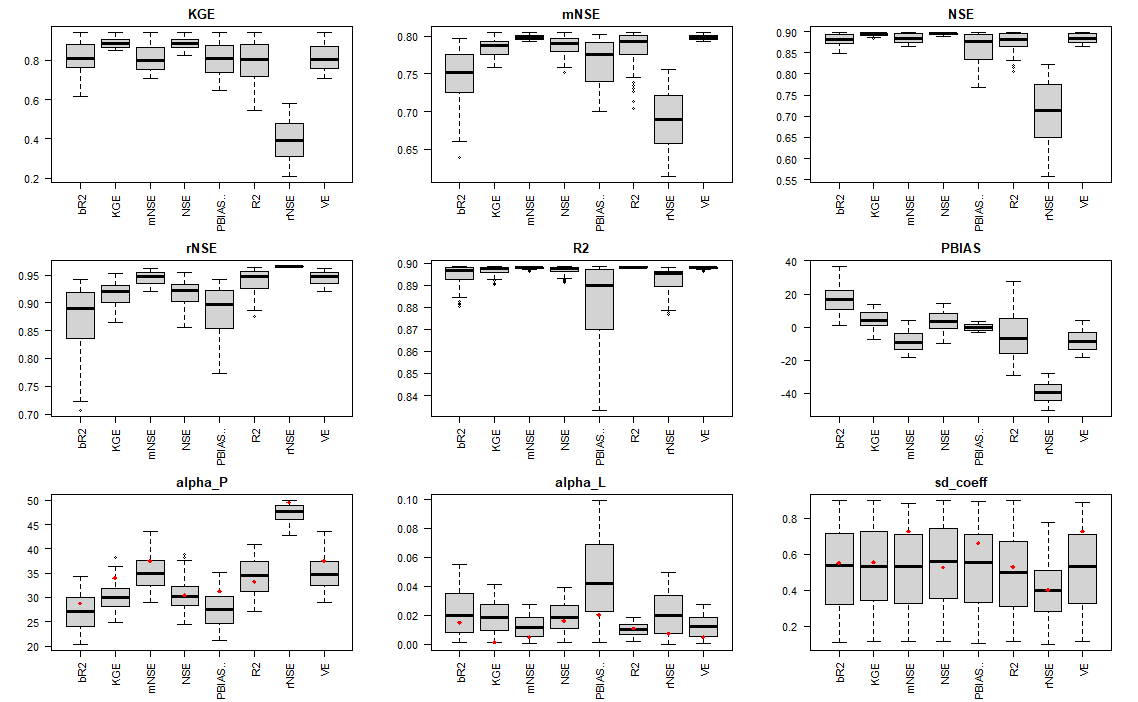 KGE
0.8
0.6
0.4
0.2
bR2 KGE mNSE NSE PBIAS.. R2 rNSE VE
mNSE
0.80
0.75
0.70
0.65
bR2 KGE mNSE NSE PBIAS.. R2 rNSE VE
NSE
0.90
0.85
0.80
0.75
0.70
0.65
0.60
0.55
bR2 KGE mNSE NSE PBIAS.. R2 rNSE VE
rNSE
0.95
0.90
0.85
0.80
0.75
0.70
bR2 KGE mNSE NSE PBIAS.. R2 rNSE VE
R2
0.90
0.89
0.88
0.87
0.86
0.85
0.84
bR2 KGE mNSE NSE PBIAS.. R2 rNSE VE
PBIAS
40
20
0
-20
-40
bR2 KGE mNSE NSE PBIAS.. R2 rNSE VE
alpha_P
50
45
40
35
30
25
20
bR2 KGE mNSE NSE PBIAS.. R2 rNSE VE
alpha_L
0.10
0.08
0.06
0.04
0.02
0.00
bR2 KGE mNSE NSE PBIAS.. R2 rNSE VE
sd_coeff
0.8
0.6
0.4
0.2
bR2 KGE mNSE NSE PBIAS.. R2 rNSE VE